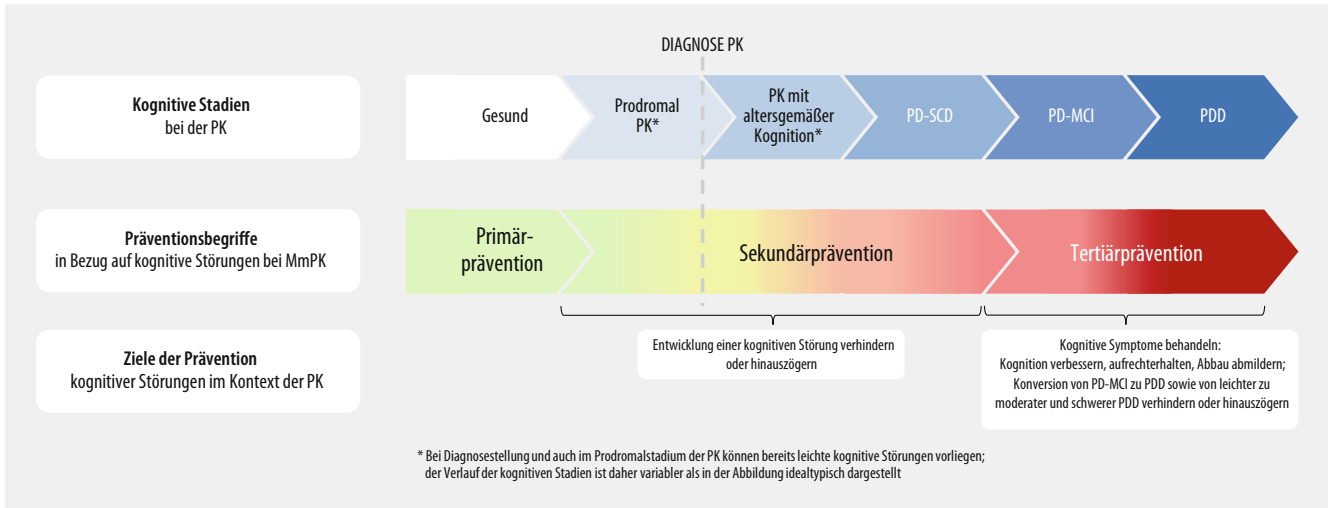 DIAGNOSE PK
Kognitive Stadien
bei der PK
Gesund
Prodromal
PK*
PK mit
altersgemäßer
Kognition*
PD-SCD
PD-MCI
PDD
Präventionsbegriffe
in Bezug auf kognitive Störungen bei MmPK
Primär-
prävention
Sekundärprävention
Tertiärprävention
Ziele der Prävention
kognitiver Störungen im Kontext der PK
Entwicklung einer kognitiven Störung verhindern
oder hinauszögern
Kognitive Symptome behandeln:
Kognition verbessern, aufrechterhalten, Abbau abmildern;
Konversion von PD-MCI zu PDD sowie von leichter zu
moderater und schwerer PDD verhindern oder hinauszögern
* Bei Diagnosestellung und auch im Prodromalstadium der PK können bereits leichte kognitive Störungen vorliegen;
der Verlauf der kognitiven Stadien ist daher variabler als in der Abbildung idealtypisch dargestellt